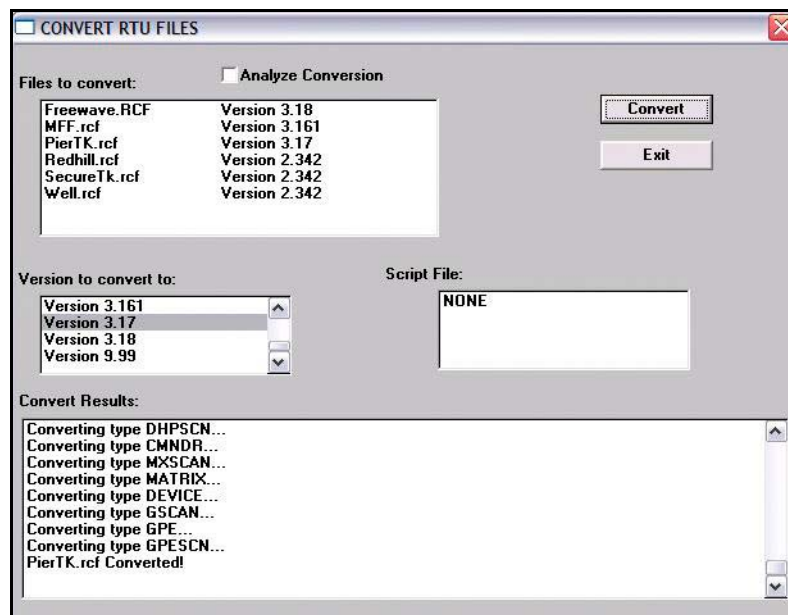 CONVERT RTU FILES
Analyze Conversion
Files to convert:
Freewave.RCF Version 3.18
MFF.rcf Version 3.161
PierTK.rcf Version 3.17
Redhill.rcf Version 2.342
SecureTk.rcf Version 2.342
Well.rcf Version 2.342
Convert
Exit
Version to convert to:
Version 3.161
Version 3.17
Version 3.18
Version 9.99
Script File:
NONE
Convert Results:
Converting type DHPSCN...
Converting type CMNDR...
Converting type MXSCAN...
Converting type MATRIX...
Converting type DEVICE...
Converting type GSCAN...
Converting type GPE...
Converting type GPESCN...
PierTK.rcf Converted!